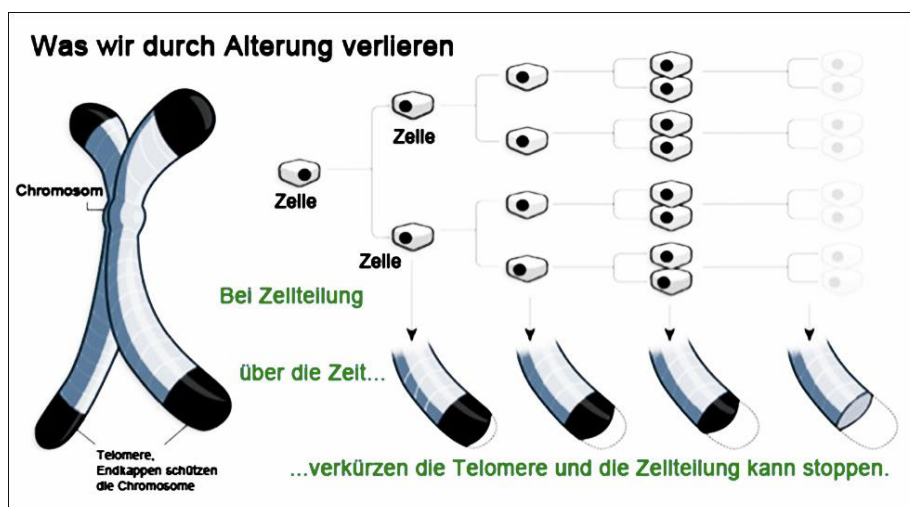 Was wir durch Alterung verlieren
Chromosom
Zelle
Zelle
Zelle
Bei Zellteilung
über die Zeit...
Telomere,
Endkappen schützen
die Chromosome
...verkürzen die Telomere und die Zellteilung kann stoppen.